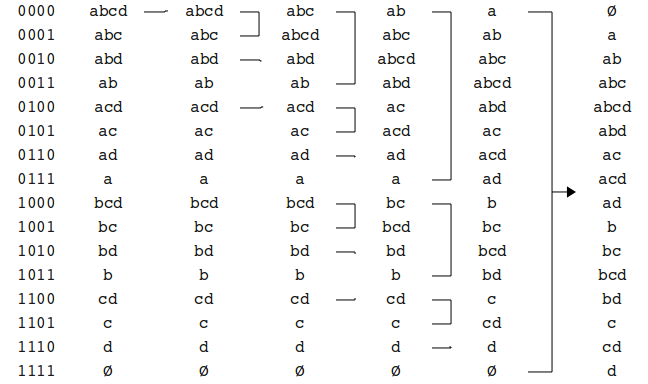 0000 abcd abcd abc ab a Ø
0001 abc abc abcd abc ab a
0010 abd abd abd abcd abc ab
0011 ab ab ab abd abcd abc
0100 acd acd acd ac abd abcd
0101 ac ac ac acd ac abd
0110 ad ad ad ad acd ac
0111 a a a a ad acd
1000 bcd bcd bcd bc b ad
1001 bc bc bc bcd bc b
1010 bd bd bd bd bcd bc
1011 b b b b bd bcd
1100 cd cd cd cd c bd
1101 c c c c cd c
1110 d d d d d cd
1111 Ø Ø Ø Ø Ø d